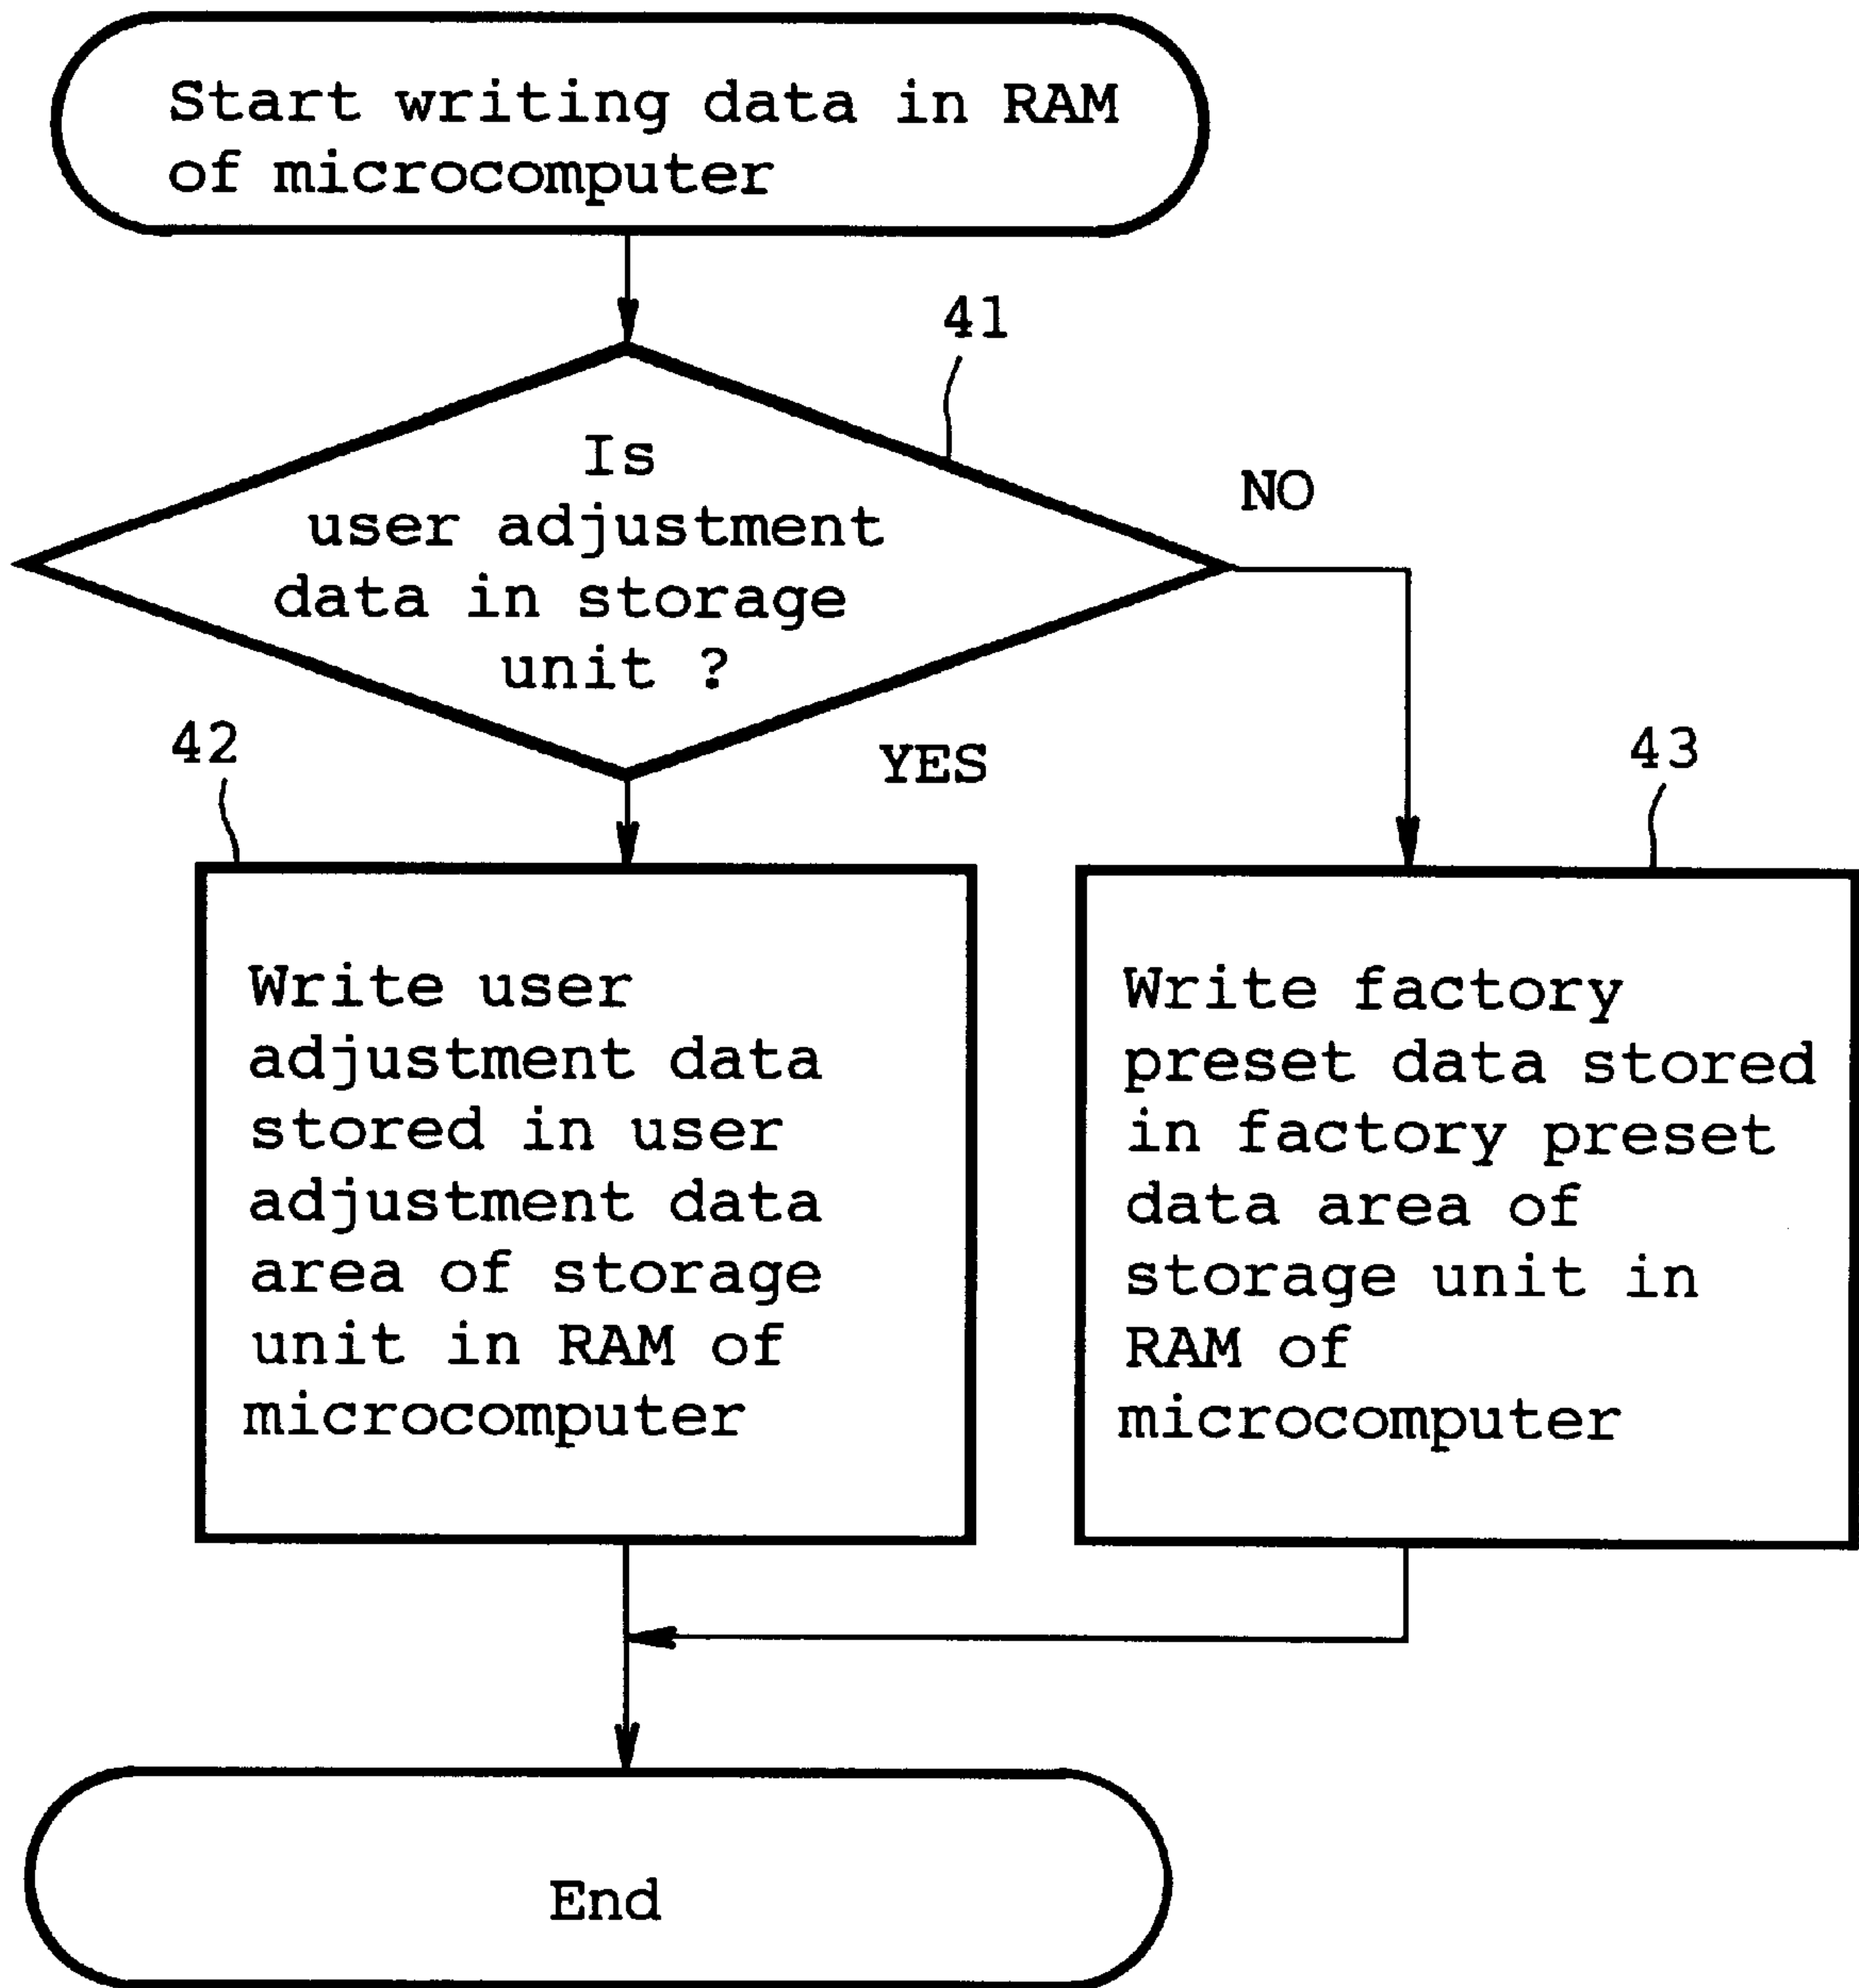 Start writing data in RAM
of microcomputer
41
Is
user adjustment
data in storage
unit ?
NO
YES
42
Write user
adjustment data
stored in user
adjustment data
area of storage
unit in RAM of
microcomputer
43
Write factory
preset data stored
in factory preset
data area of
storage unit in
RAM of
microcomputer
End